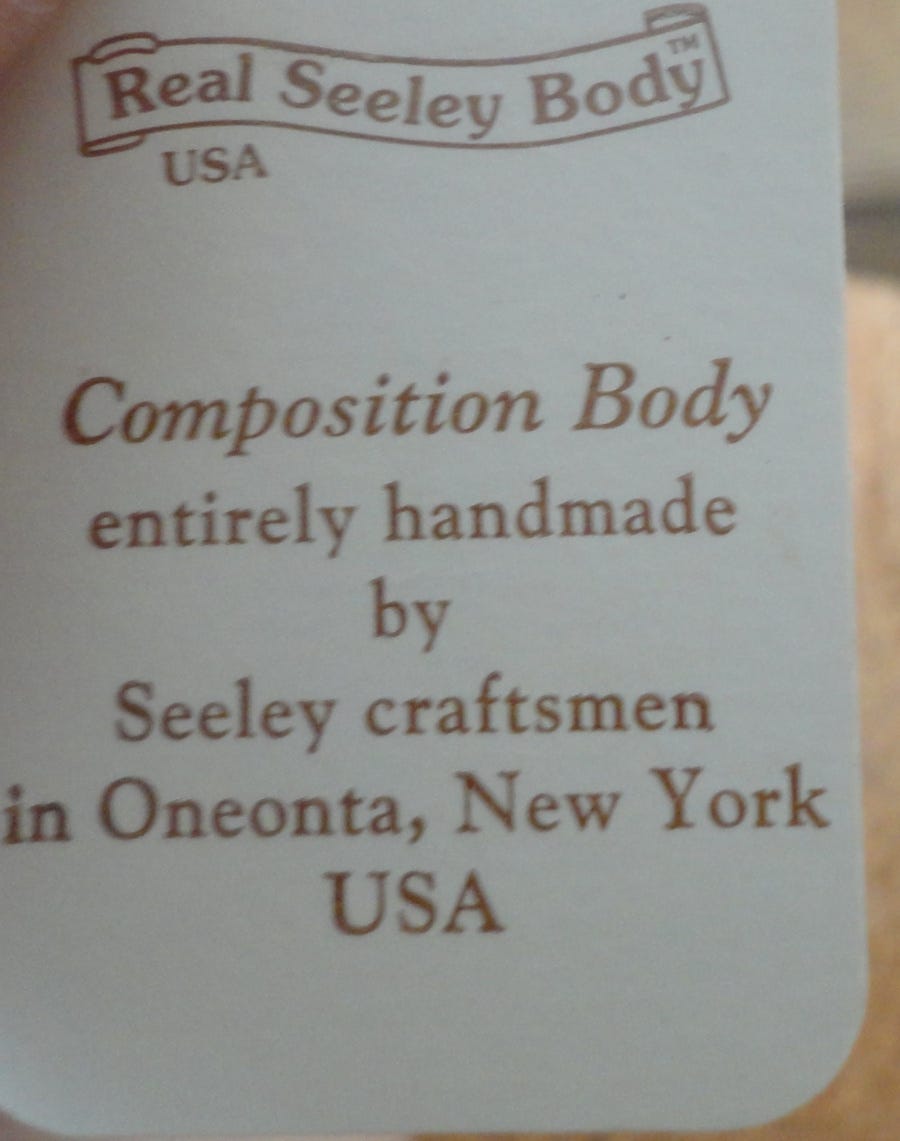 Real Seeley Body™
USA
Composition Body
entirely handmade
by
Seeley craftsmen
in Oneonta, New York
USA